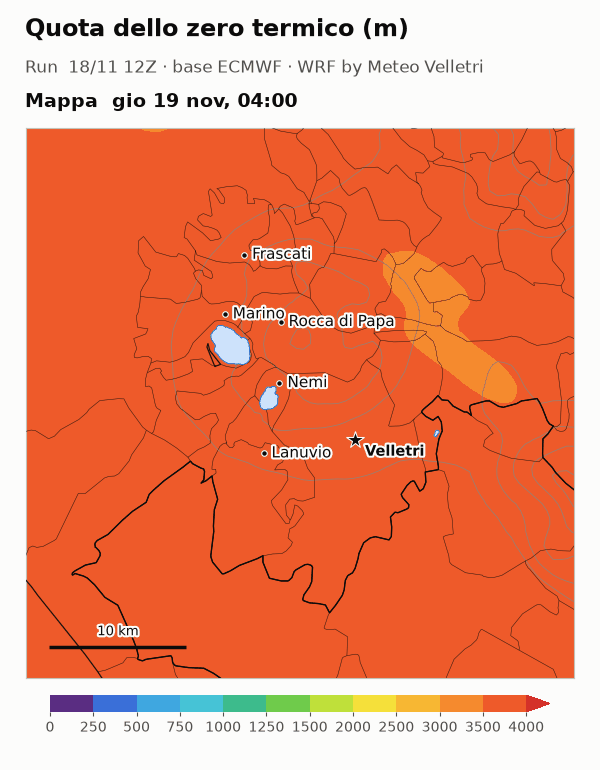 Quota dello zero termico (m)
Run  18/11 12Z · base ECMWF · WRF by Meteo Velletri
Mappa  gio 19 nov, 04:00
Frascati
Marino
Rocca di Papa
Nemi
Velletri
Lanuvio
10 km
0 250 500 750 1000 1250 1500 1750 2000 2500 3000 3500 4000